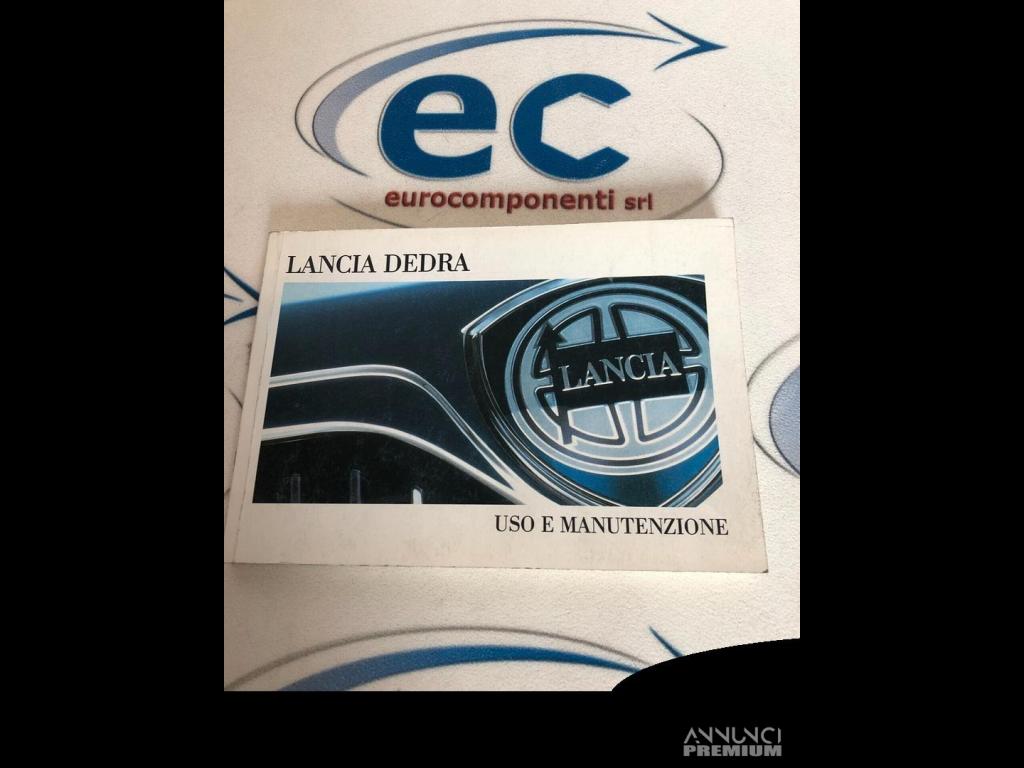 ec
eurocomponenti srl
LANCIA DEDRA
LANCIA
USO E MANUTENZIONE
ANNUNCI
PREMIUM